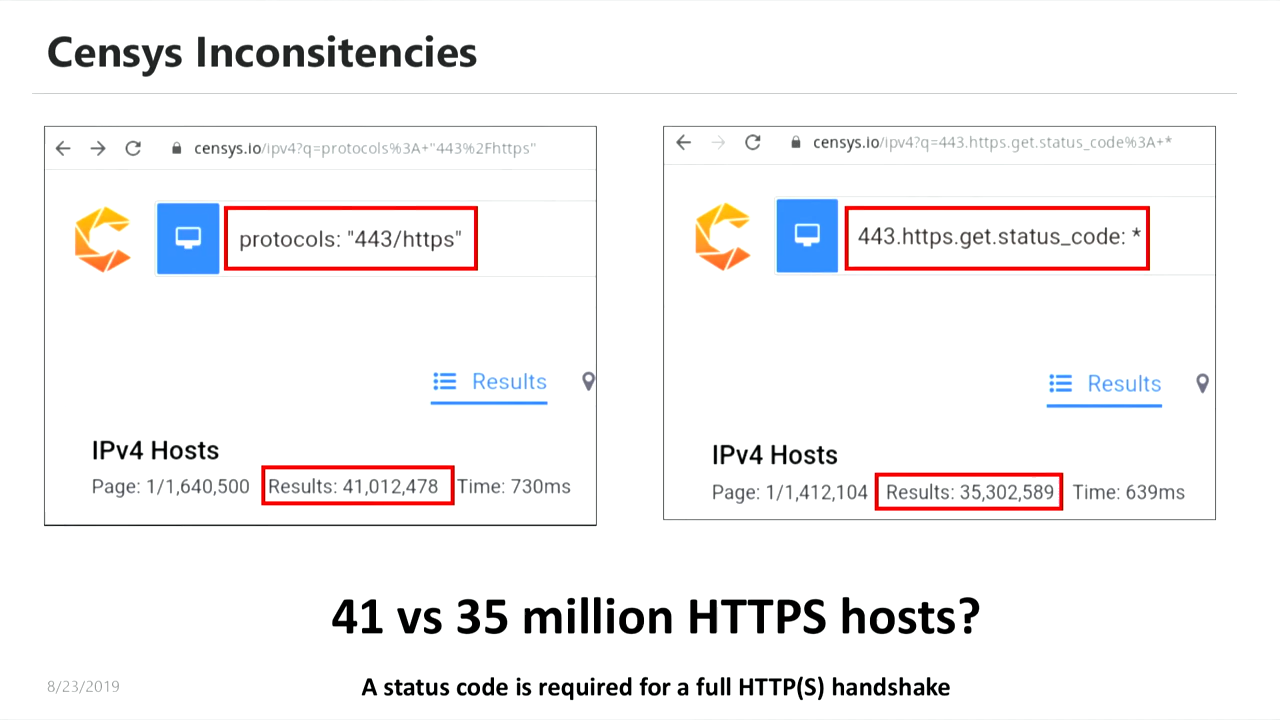 Censys Inconsitencies
censys.io/ipv4?q=protocols%3A+"443%2Fhttps"
protocols: "443/https"
Results
IPv4 Hosts
Page: 1/1,640,500 Results: 41,012,478 Time: 730ms
censys.io/ipv4?q=443.https.get.status_code%3A+*
443.https.get.status_code: *
Results
IPv4 Hosts
Page: 1/1,412,104 Results: 35,302,589 Time: 639ms
41 vs 35 million HTTPS hosts?
8/23/2019
A status code is required for a full HTTP(S) handshake